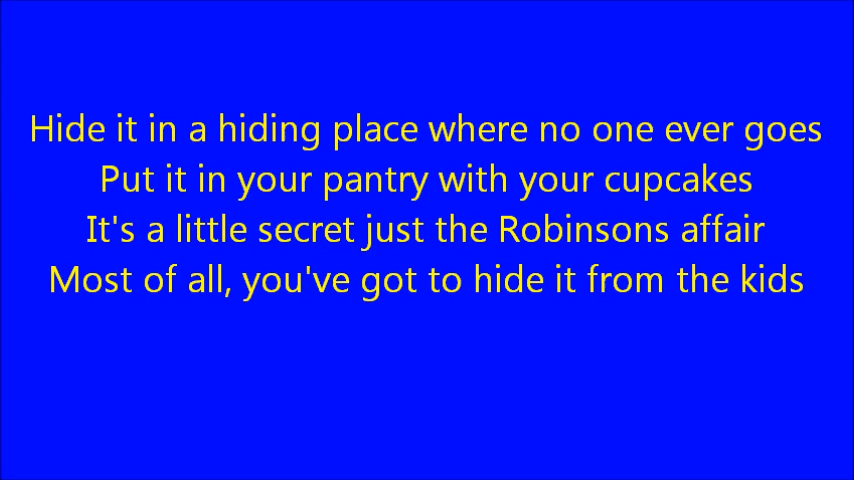 Hide it in a hiding place where no one ever goes
Put it in your pantry with your cupcakes
It's a little secret just the Robinsons affair
Most of all, you've got to hide it from the kids